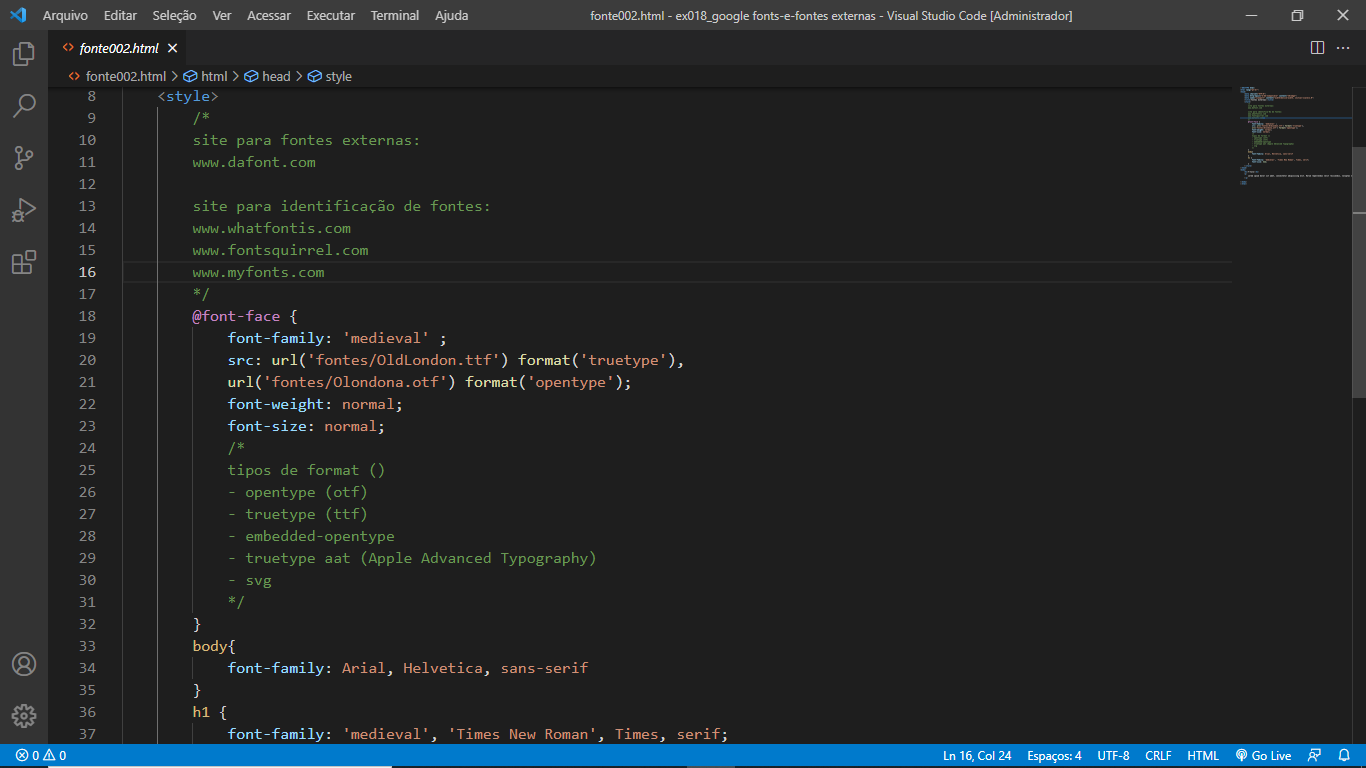 Arquivo Editar Seleção Ver Acessar Executar Terminal Ajuda fonte002.html - ex018_google fonts-e-fontes externas - Visual Studio Code [Administrador]
fonte002.html
fonte002.html > html > head > style
8 <style>
9 /*
10 site para fontes externas:
11 www.dafont.com
12
13 site para identificação de fontes:
14 www.whatfontis.com
15 www.fontsquirrel.com
16 www.myfonts.com
17 */
18 @font-face {
19 font-family: 'medieval' ;
20 src: url('fontes/OldLondon.ttf') format('truetype'),
21 url('fontes/Olondona.otf') format('opentype');
22 font-weight: normal;
23 font-size: normal;
24 /*
25 tipos de format ()
26 - opentype (otf)
27 - truetype (ttf)
28 - embedded-opentype
29 - truetype aat (Apple Advanced Typography)
30 - svg
31 */
32 }
33 body{
34 font-family: Arial, Helvetica, sans-serif
35 }
36 h1 {
37 font-family: 'medieval', 'Times New Roman', Times, serif;
0 0 Ln 16, Col 24 Espaços: 4 UTF-8 CRLF HTML Go Live